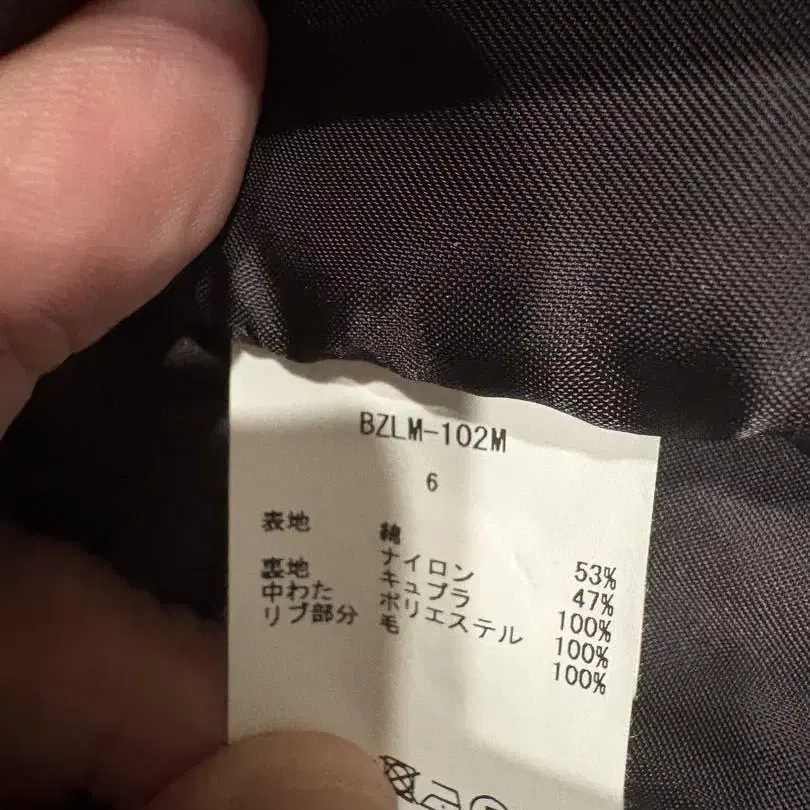 BZLM-102M
6
表地 綿 53%
ナイロン 47%
裏地 キュプラ 100%
中わた ポリエステル 100%
リブ部分 毛 100%